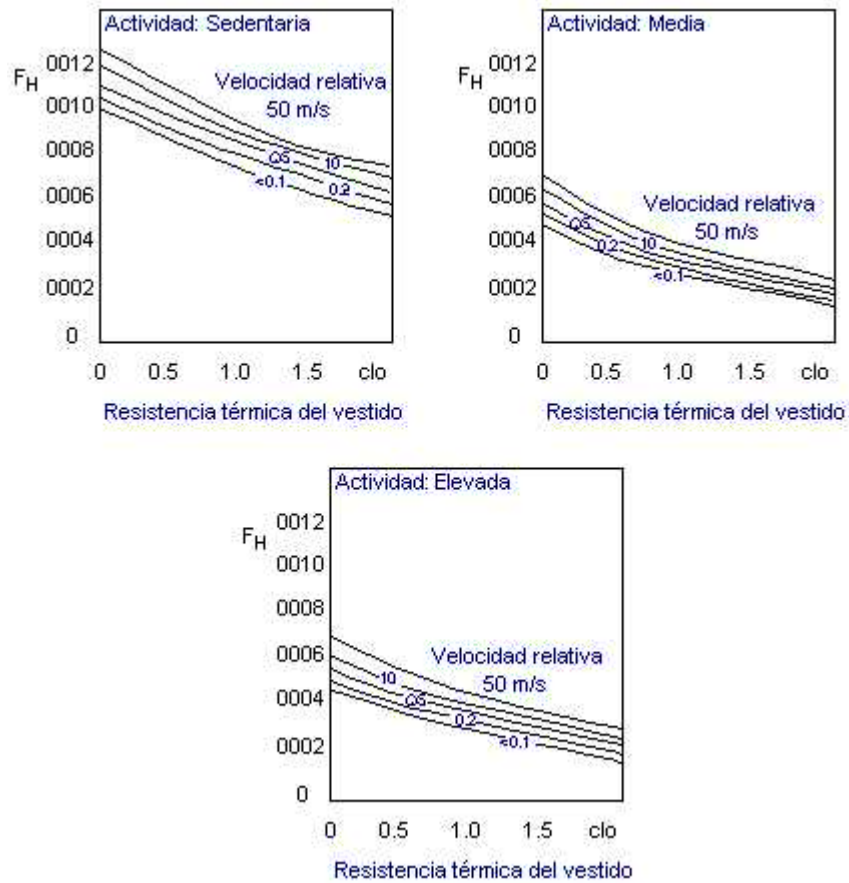 Actividad: Sedentaria
F_H
0012
0010
0008
0006
0004
0002
0
Velocidad relativa
50 m/s
10
Q5
0.2
<0.1
0 0.5 1.0 1.5 clo
Resistencia térmica del vestido
Actividad: Media
F_H
0012
0010
0008
0006
0004
0002
0
Velocidad relativa
50 m/s
10
Q5
0.2
<0.1
0 0.5 1.0 1.5 clo
Resistencia térmica del vestido
Actividad: Elevada
F_H
0012
0010
0008
0006
0004
0002
0
Velocidad relativa
50 m/s
10
Q5
0.2
<0.1
0 0.5 1.0 1.5 clo
Resistencia térmica del vestido